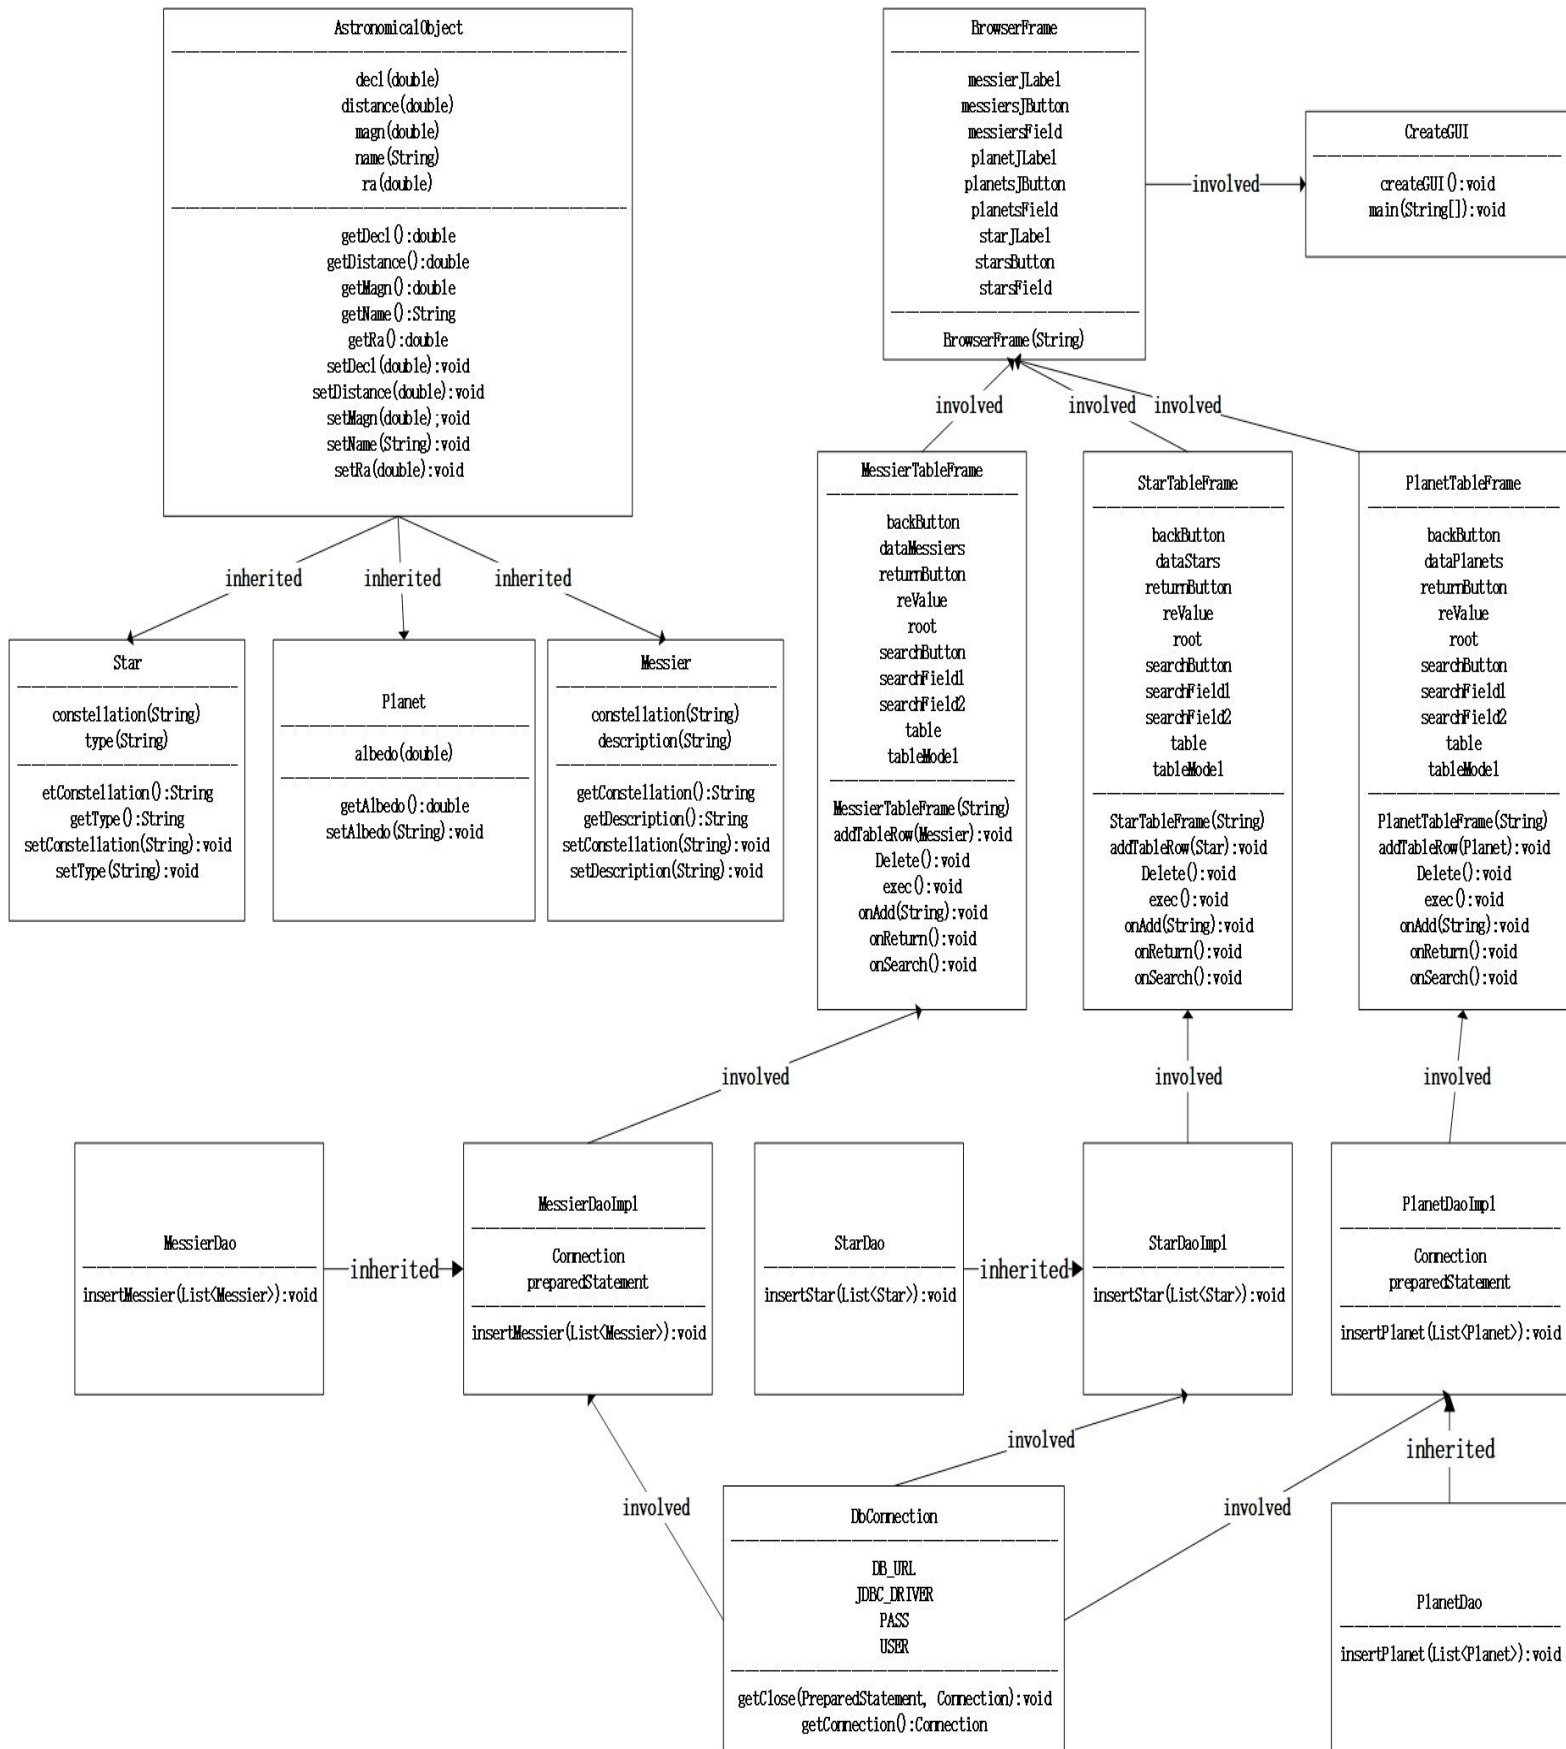 AstronomicalObject
decl(double)
distance(double)
magn(double)
name(String)
ra(double)
getDecl():double
getDistance():double
getMagn():double
getName():String
getRa():double
setDecl(double):void
setDistance(double):void
setMagn(double);void
setName(String):void
setRa(double):void
BrowserFrame
messierJLabel
messiersJButton
messiersField
planetJLabel
planetsJButton
planetsField
starJLabel
starsButton
starsField
BrowserFrame(String)
involved
CreateGUI
createGUI():void
main(String[]):void
inherited
inherited
inherited
involved
involved
involved
Star
constellation(String)
type(String)
etConstellation():String
getType():String
setConstellation(String):void
setType(String):void
Planet
albedo(double)
getAlbedo():double
setAlbedo(String):void
Messier
constellation(String)
description(String)
getConstellation():String
getDescription():String
setConstellation(String):void
setDescription(String):void
MessierTableFrame
backButton
dataMessiers
returnButton
reValue
root
searchButton
searchField1
searchField2
table
tableModel
MessierTableFrame(String)
addTableRow(Messier):void
Delete():void
exec():void
onAdd(String):void
onReturn():void
onSearch():void
StarTableFrame
backButton
dataStars
returnButton
reValue
root
searchButton
searchField1
searchField2
table
tableModel
StarTableFrame(String)
addTableRow(Star):void
Delete():void
exec():void
onAdd(String):void
onReturn():void
onSearch():void
PlanetTableFrame
backButton
dataPlanets
returnButton
reValue
root
searchButton
searchField1
searchField2
table
tableModel
PlanetTableFrame(String)
addTableRow(Planet):void
Delete():void
exec():void
onAdd(String):void
onReturn():void
onSearch():void
involved
involved
involved
MessierDao
insertMessier(List<Messier>):void
inherited
MessierDaoImpl
Connection
preparedStatement
insertMessier(List<Messier>):void
StarDao
insertStar(List<Star>):void
inherited
StarDaoImpl
insertStar(List<Star>):void
PlanetDaoImpl
Connection
preparedStatement
insertPlanet(List<Planet>):void
involved
involved
involved
inherited
DbConnection
DB_URL
JDBC_DRIVER
PASS
USER
getClose(PreparedStatement, Connection):void
getConnection():Connection
PlanetDao
insertPlanet(List<Planet>):void